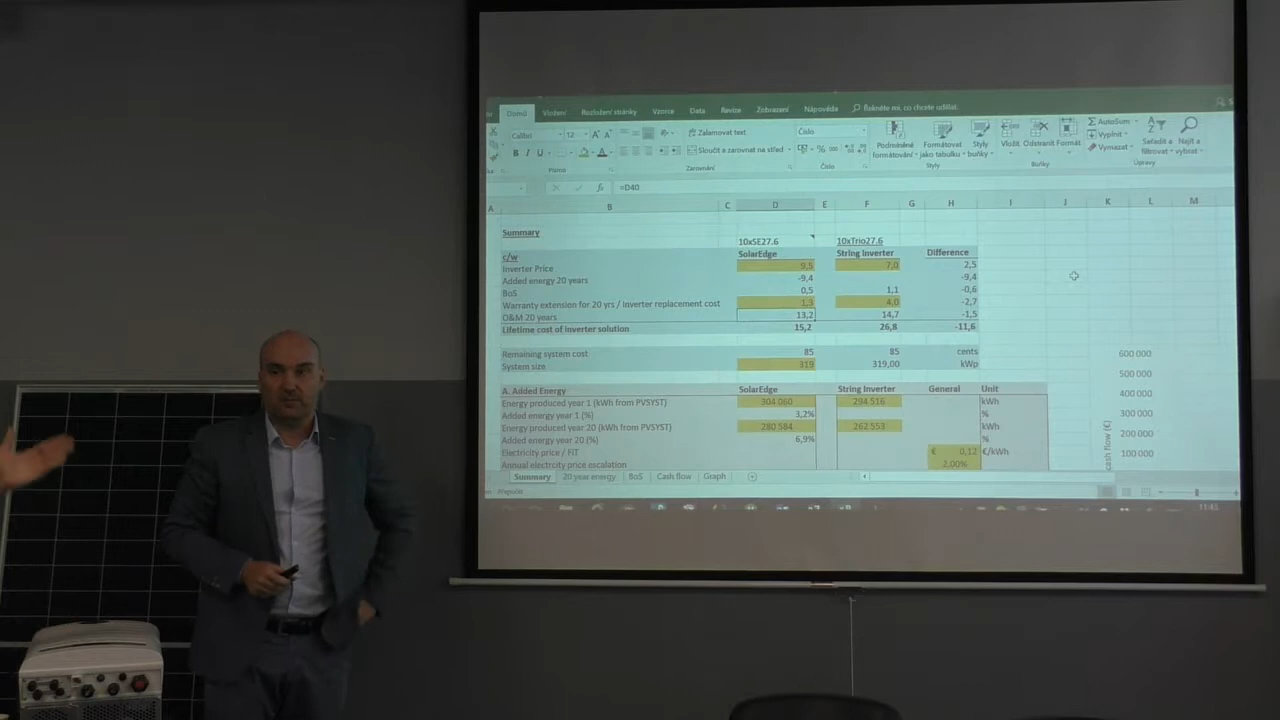 Domů Vložení Rozložení stránky Vzorce Data Revize Zobrazení Nápověda Řekněte mi, co chcete udělat.
Calibri 12 A A Zalamovat text Číslo AutoSum
B I U Sloučit a zarovnat na střed % 000 Podmíněné formátování Formátovat jako tabulku Styly buňky Vložit Odstranit Formát Vyplnit Vymazat Seřadit a filtrovat Najít a vybrat
Písmo Zarovnání Číslo Styly Buňky Úpravy
fx =D40
A B C D E F G H I J K L M
Summary
10xSE27.6 10xTrio27.6
c/w SolarEdge String Inverter Difference
Inverter Price 9,5 7,0 2,5
Added energy 20 years -9,4 -9,4
BoS 0,5 1,1 -0,6
Warranty extension for 20 yrs / Inverter replacement cost 1,3 4,0 -2,7
O&M 20 years 13,2 14,7 -1,5
Lifetime cost of inverter solution 15,2 26,8 -11,6
Remaining system cost 85 85 cents
System size 319 319,00 kWp
A. Added Energy SolarEdge String Inverter General Unit
Energy produced year 1 (kWh from PVSYST) 304 060 294 516 kWh
Added energy year 1 (%) 3,2% %
Energy produced year 20 (kWh from PVSYST) 280 584 262 553 kWh
Added energy year 20 (%) 6,9% %
Electricity price / FIT € 0,12 €/kWh
Annual electricity price escalation 2,00%
600 000
500 000
400 000
300 000
200 000
100 000
cash flow (€)
Summary 20 year energy BoS Cash flow Graph
11:43